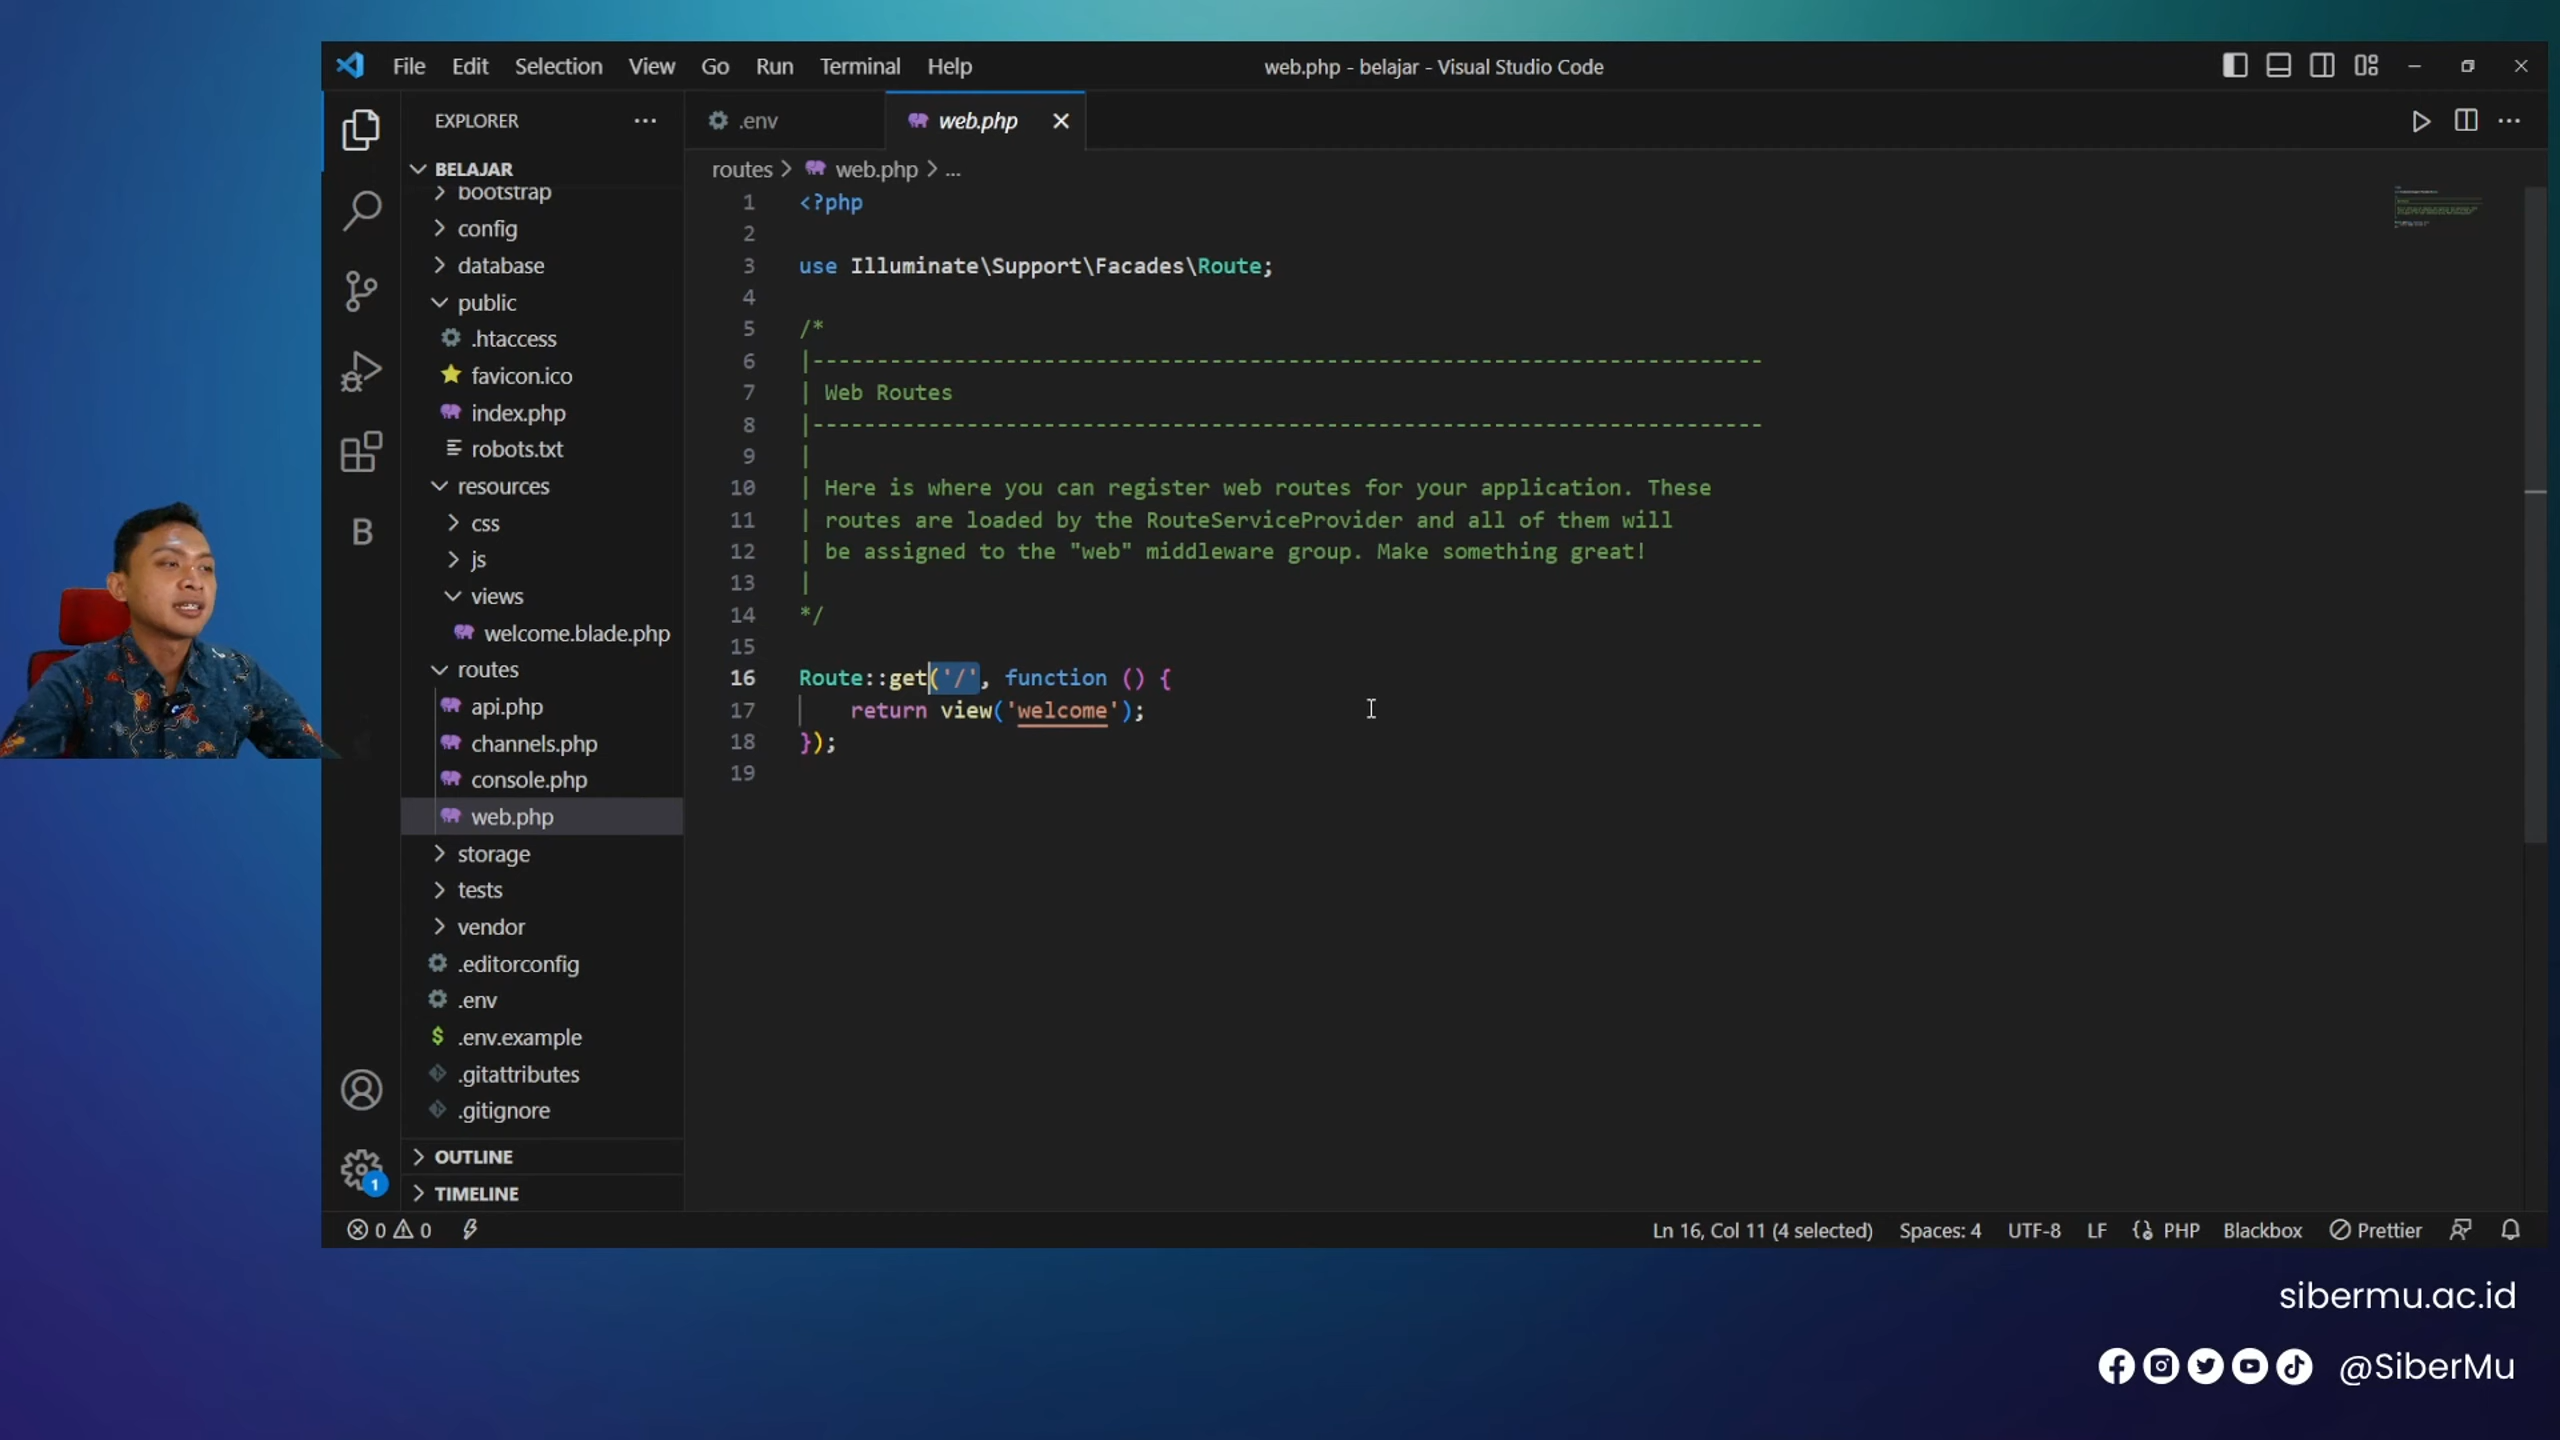 File Edit Selection View Go Run Terminal Help
web.php - belajar - Visual Studio Code
EXPLORER
BELAJAR
bootstrap
config
database
public
.htaccess
favicon.ico
index.php
robots.txt
resources
css
js
views
welcome.blade.php
routes
api.php
channels.php
console.php
web.php
storage
tests
vendor
.editorconfig
.env
.env.example
.gitattributes
.gitignore
OUTLINE
TIMELINE
B
1
.env
web.php
routes > web.php > ...
1 <?php
2
3 use Illuminate\Support\Facades\Route;
4
5 /*
6 |--------------------------------------------------------------------------
7 | Web Routes
8 |--------------------------------------------------------------------------
9 |
10 | Here is where you can register web routes for your application. These
11 | routes are loaded by the RouteServiceProvider and all of them will
12 | be assigned to the "web" middleware group. Make something great!
13 |
14 */
15
16 Route::get('/', function () {
17     return view('welcome');
18 });
19
0 0
Ln 16, Col 11 (4 selected) Spaces: 4 UTF-8 LF PHP Blackbox Prettier
sibermu.ac.id
@SiberMu